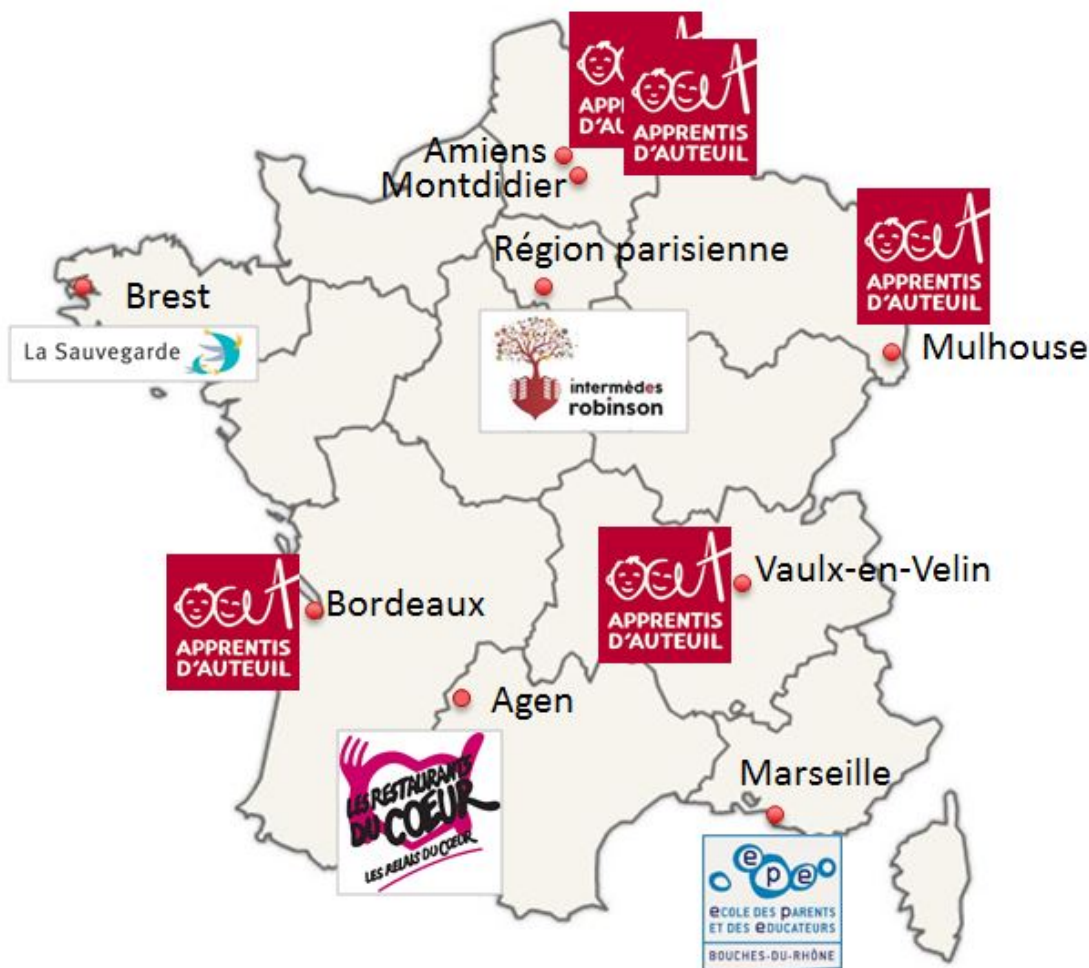 APPI
D'AU
APPRENTIS
D'AUTEUIL
Amiens
Montdidier
Région parisienne
APPRENTIS
D'AUTEUIL
Brest
La Sauvegarde
intermèdes
robinson
Mulhouse
APPRENTIS
D'AUTEUIL
Bordeaux
APPRENTIS
D'AUTEUIL
Vaulx-en-Velin
Agen
LES RESTAURANTS
DU COEUR
LES RELAIS DU COEUR
Marseille
epe
eCOLE DES PARENTS
ET DES eDUCATEURS
BOUCHES-DU-RHÔNE